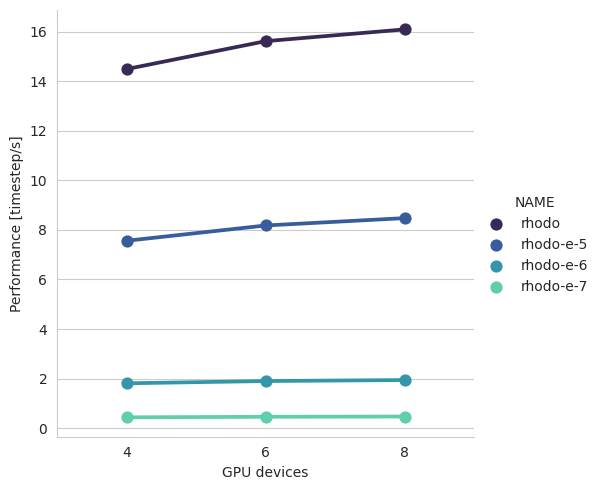 16
14
12
10
8
6
4
2
0
Performance [timestep/s]
4 6 8
GPU devices
NAME
rhodo
rhodo-e-5
rhodo-e-6
rhodo-e-7